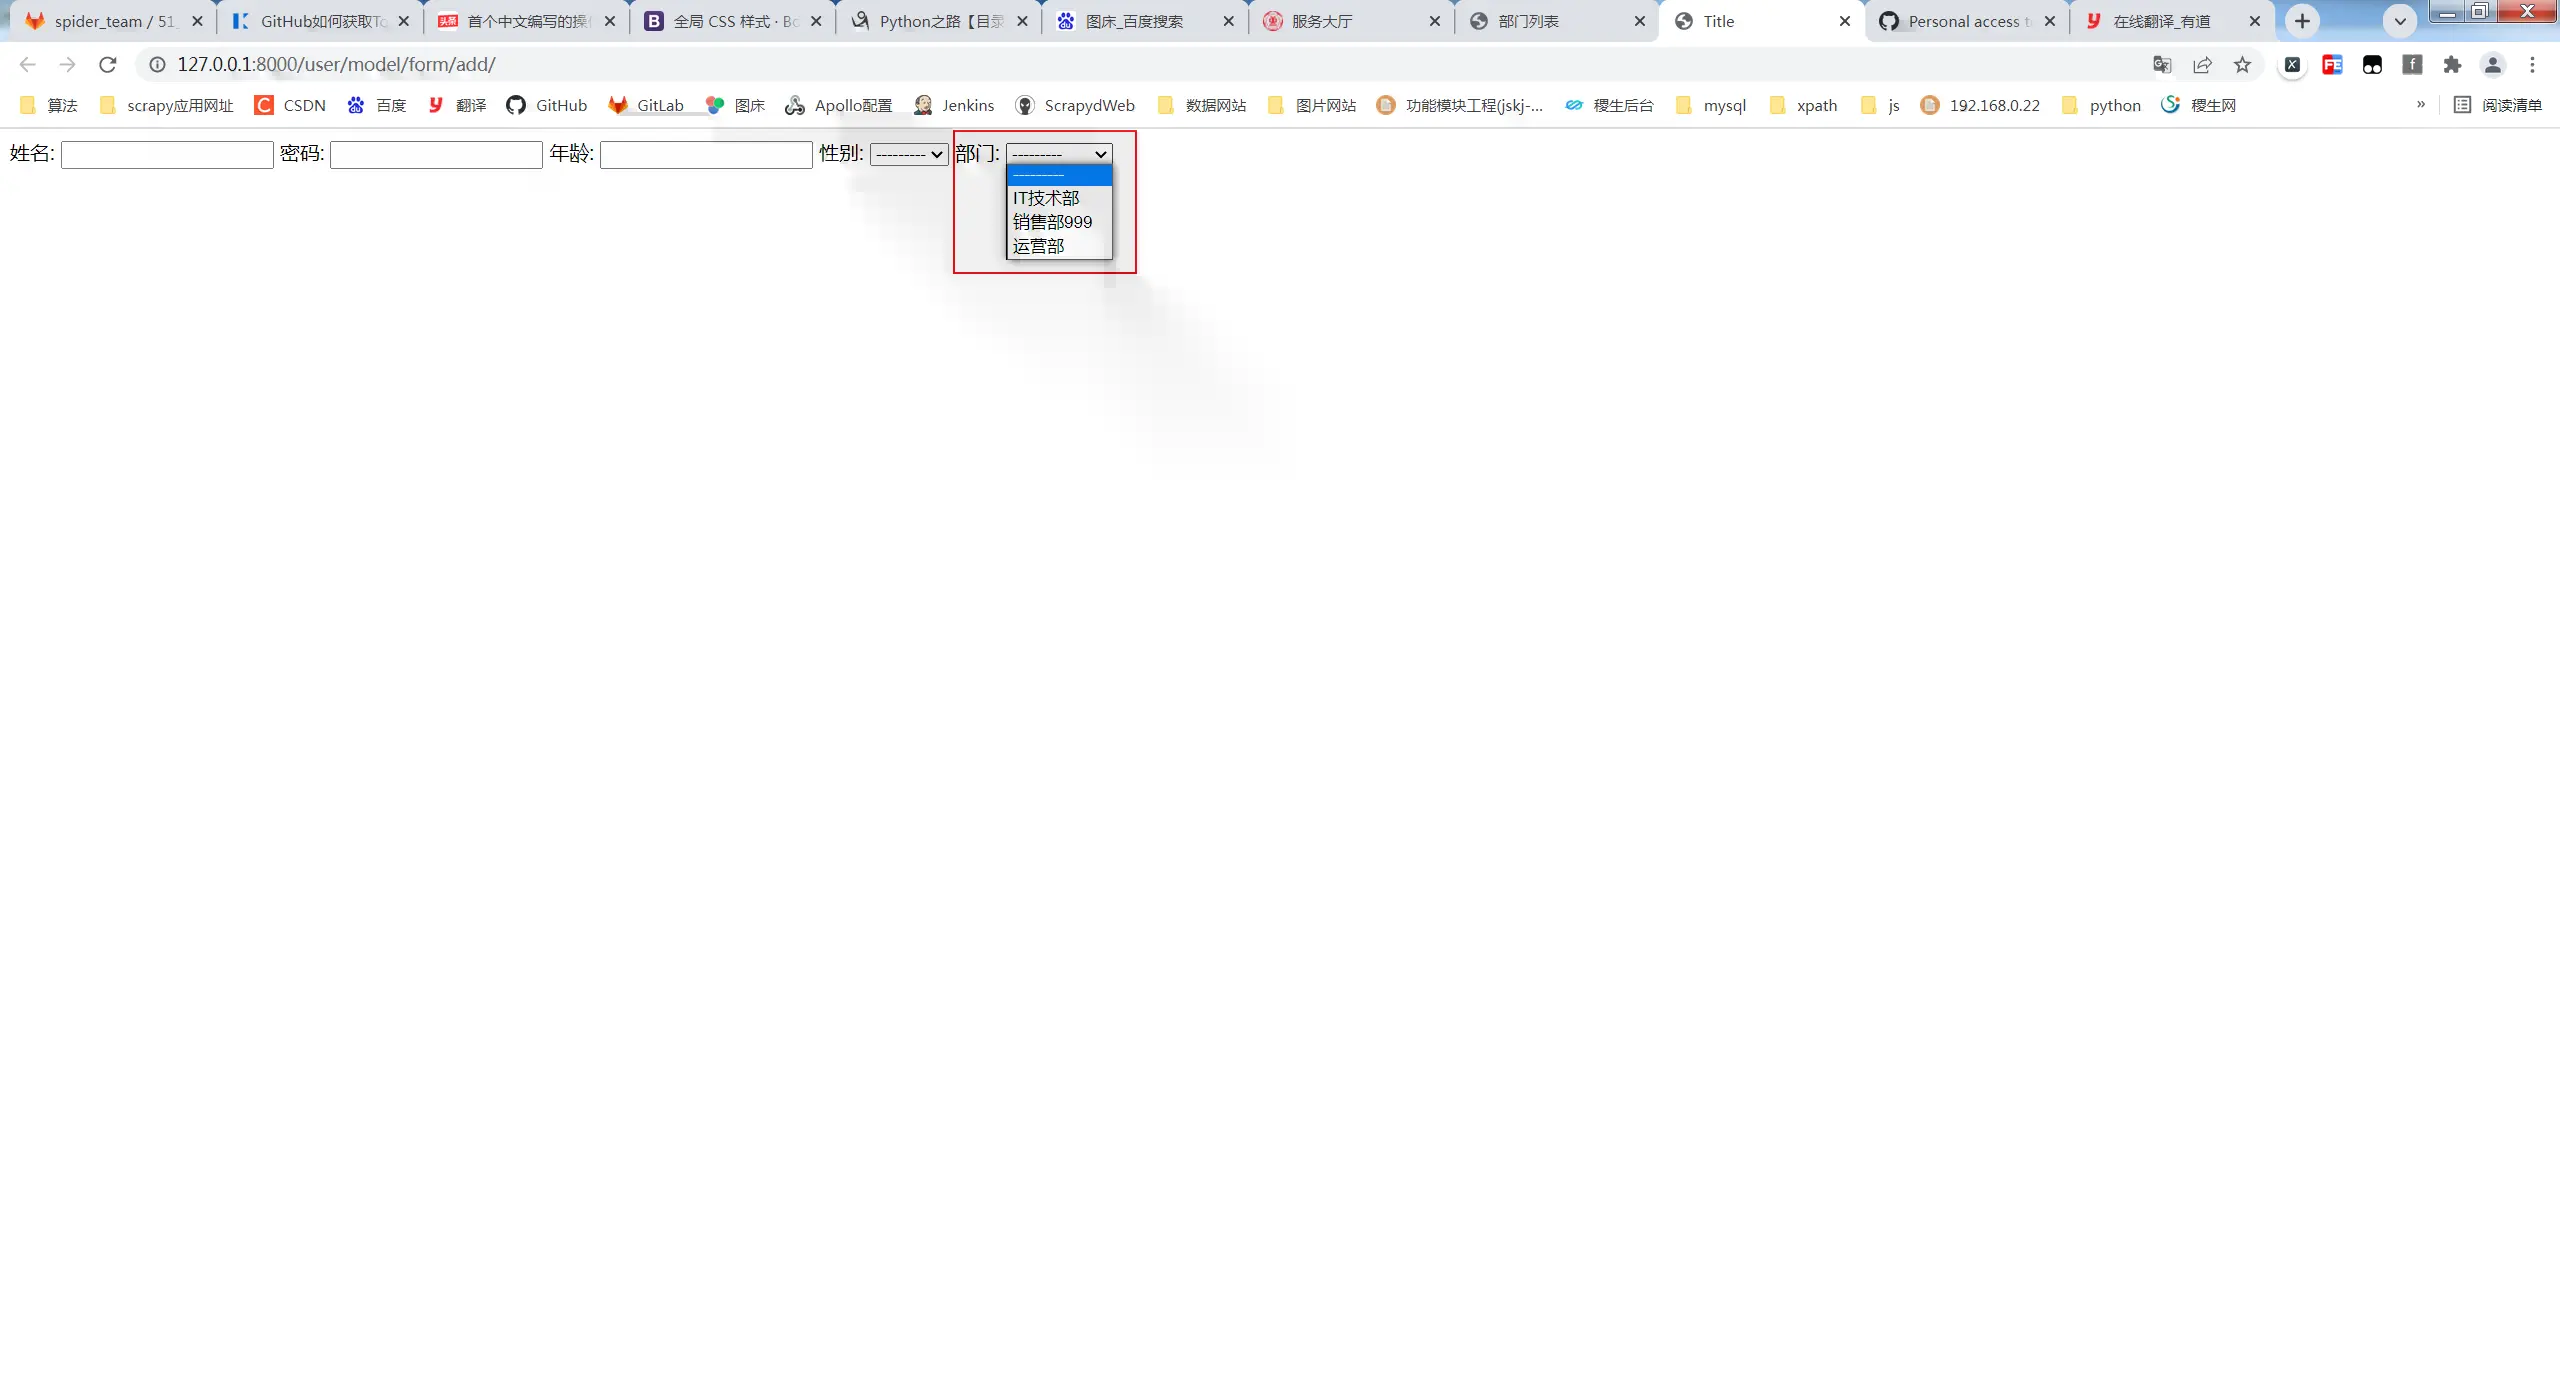 spider_team / 51_ GitHub如何获取To 首个中文编写的操 全局 CSS 样式 · Bo Python之路【目录 图床_百度搜索 服务大厅 部门列表 Title Personal access t 在线翻译_有道
127.0.0.1:8000/user/model/form/add/
算法 scrapy应用网址 CSDN 百度 翻译 GitHub GitLab 图床 Apollo配置 Jenkins ScrapydWeb 数据网站 图片网站 功能模块工程(jskj-... 稷生后台 mysql xpath js 192.168.0.22 python 稷生网 » 阅读清单
姓名: 密码: 年龄: 性别: --------- 部门: ---------
---------
IT技术部
销售部999
运营部